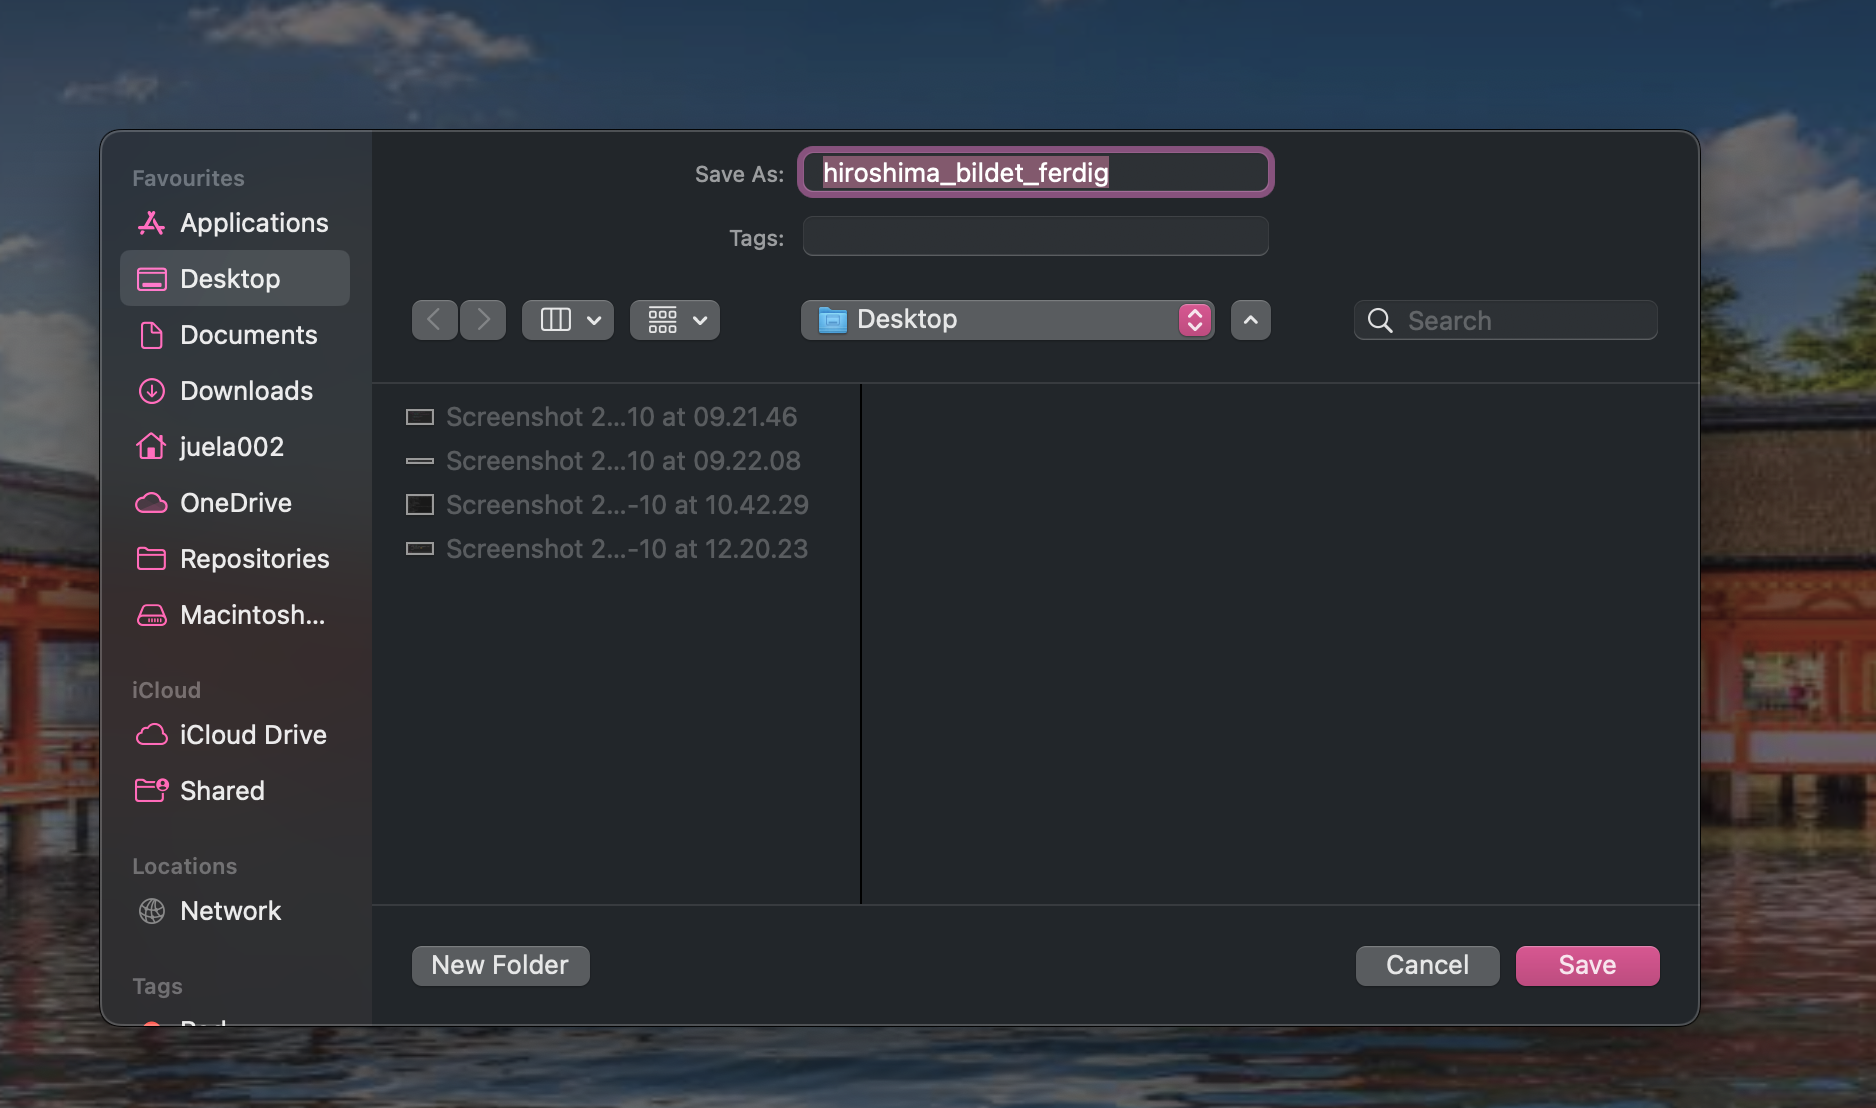 Favourites
Applications
Desktop
Documents
Downloads
juela002
OneDrive
Repositories
Macintosh...
iCloud
iCloud Drive
Shared
Locations
Network
Tags
Red
Save As: hiroshima_bildet_ferdig
Tags:
Desktop
Search
Screenshot 2...10 at 09.21.46
Screenshot 2...10 at 09.22.08
Screenshot 2...-10 at 10.42.29
Screenshot 2...-10 at 12.20.23
New Folder
Cancel
Save